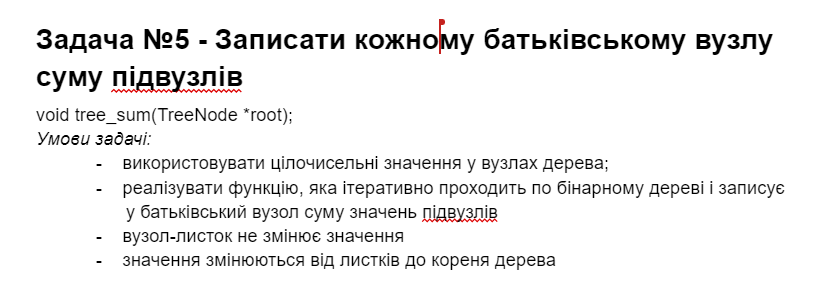 Задача №5 - Записати кожному батьківському вузлу
суму підвузлів
void tree_sum(TreeNode *root);
Умови задачі:
- використовувати цілочисельні значення у вузлах дерева;
- реалізувати функцію, яка ітеративно проходить по бінарному дереві і записує
у батьківський вузол суму значень підвузлів
- вузол-листок не змінює значення
- значення змінюються від листків до кореня дерева